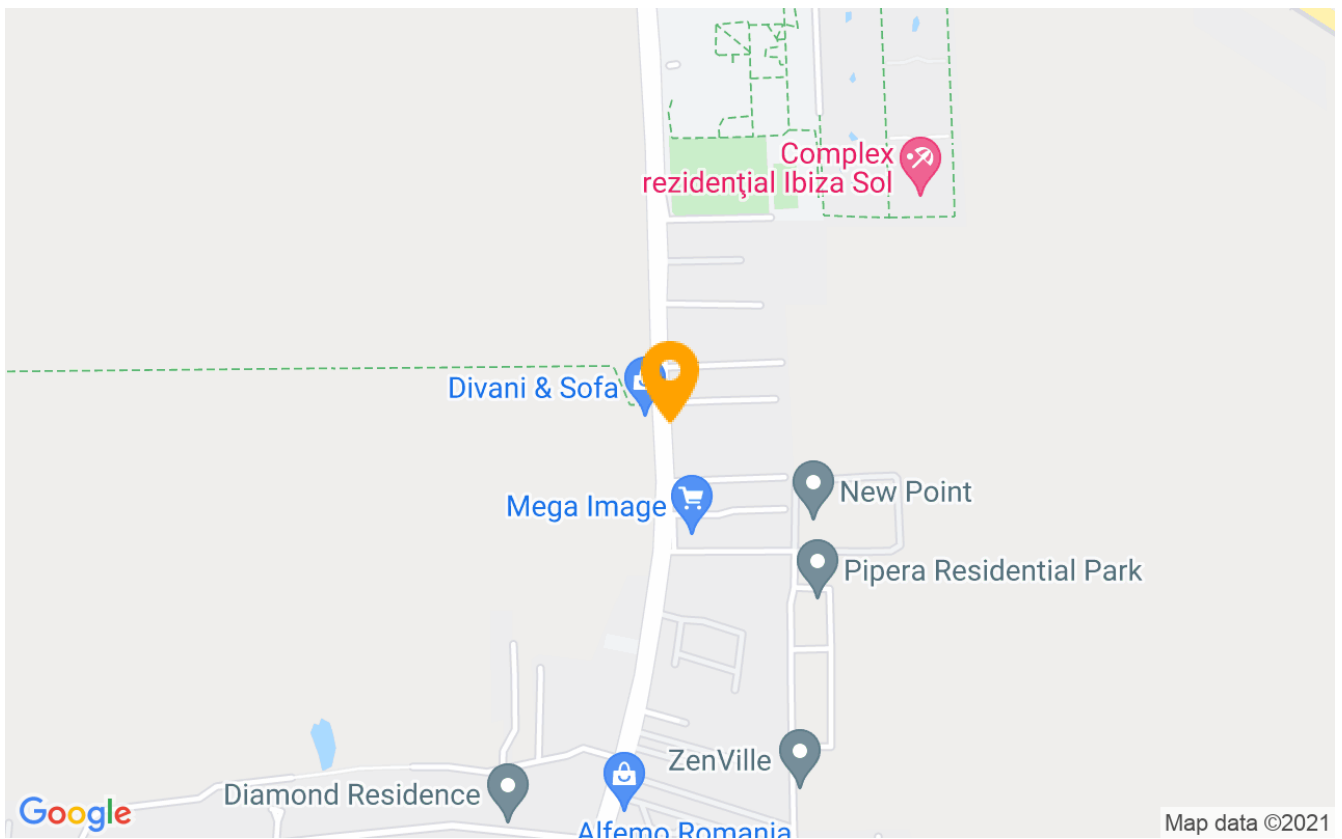 Complex
rezidenţial Ibiza Sol
Divani & Sofa
New Point
Mega Image
Pipera Residential Park
ZenVille
Diamond Residence
Alfemo Romania
Google
Map data ©2021